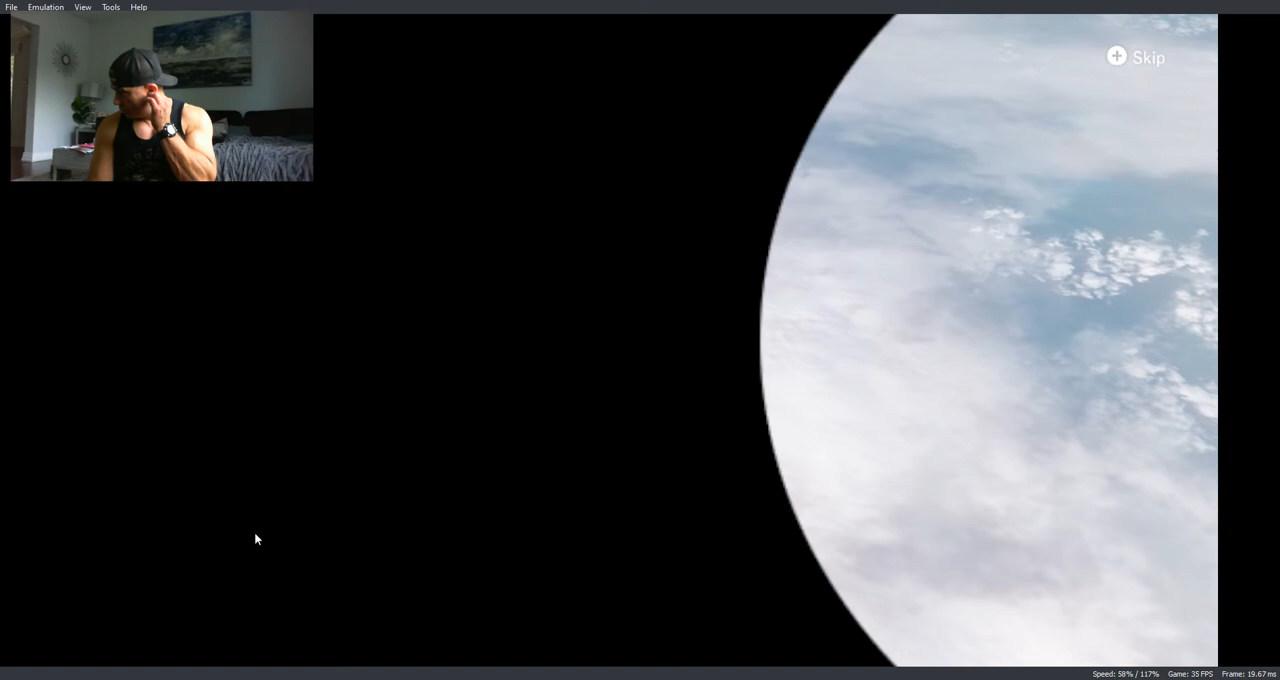 File Emulation View Tools Help
Skip
Speed: 58% / 117% Game: 35 FPS Frame: 19.67 ms